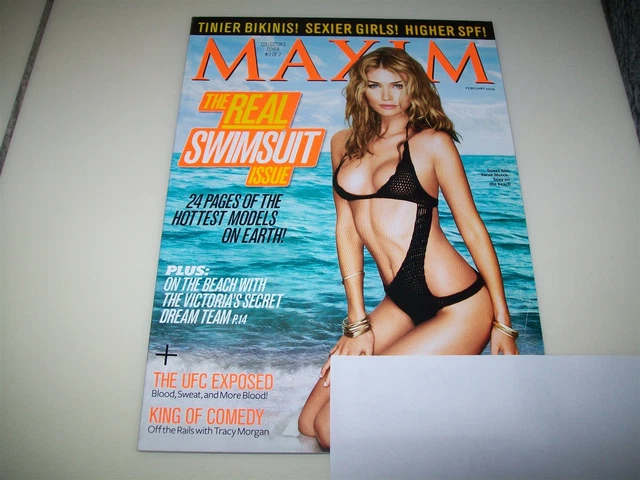 TINIER BIKINIS! SEXIER GIRLS! HIGHER SPF!
COLLECTOR'S
COVER
MAXIM
THE REAL
SWIMSUIT
ISSUE
24 PAGES OF THE
HOTTEST MODELS
ON EARTH!
PLUS:
ON THE BEACH WITH
THE VICTORIA'S SECRET
DREAM TEAM P.14
THE UFC EXPOSED
Blood, Sweat, and More Blood!
KING OF COMEDY
Off the Rails with Tracy Morgan